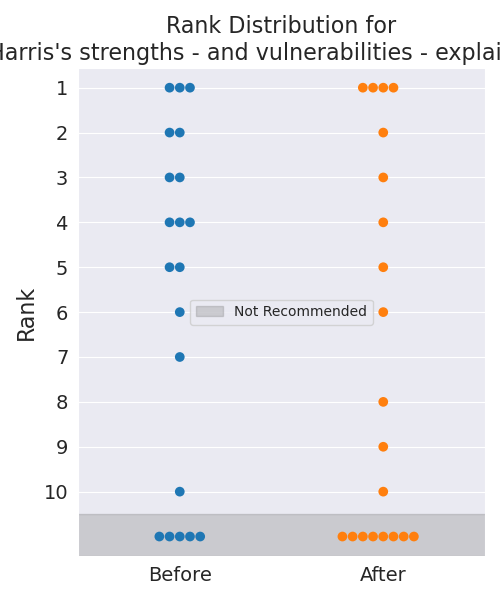 Rank Distribution for
Harris's strengths - and vulnerabilities - explai
1
2
3
4
5
6
7
8
9
10
Rank
Not Recommended
Before
After